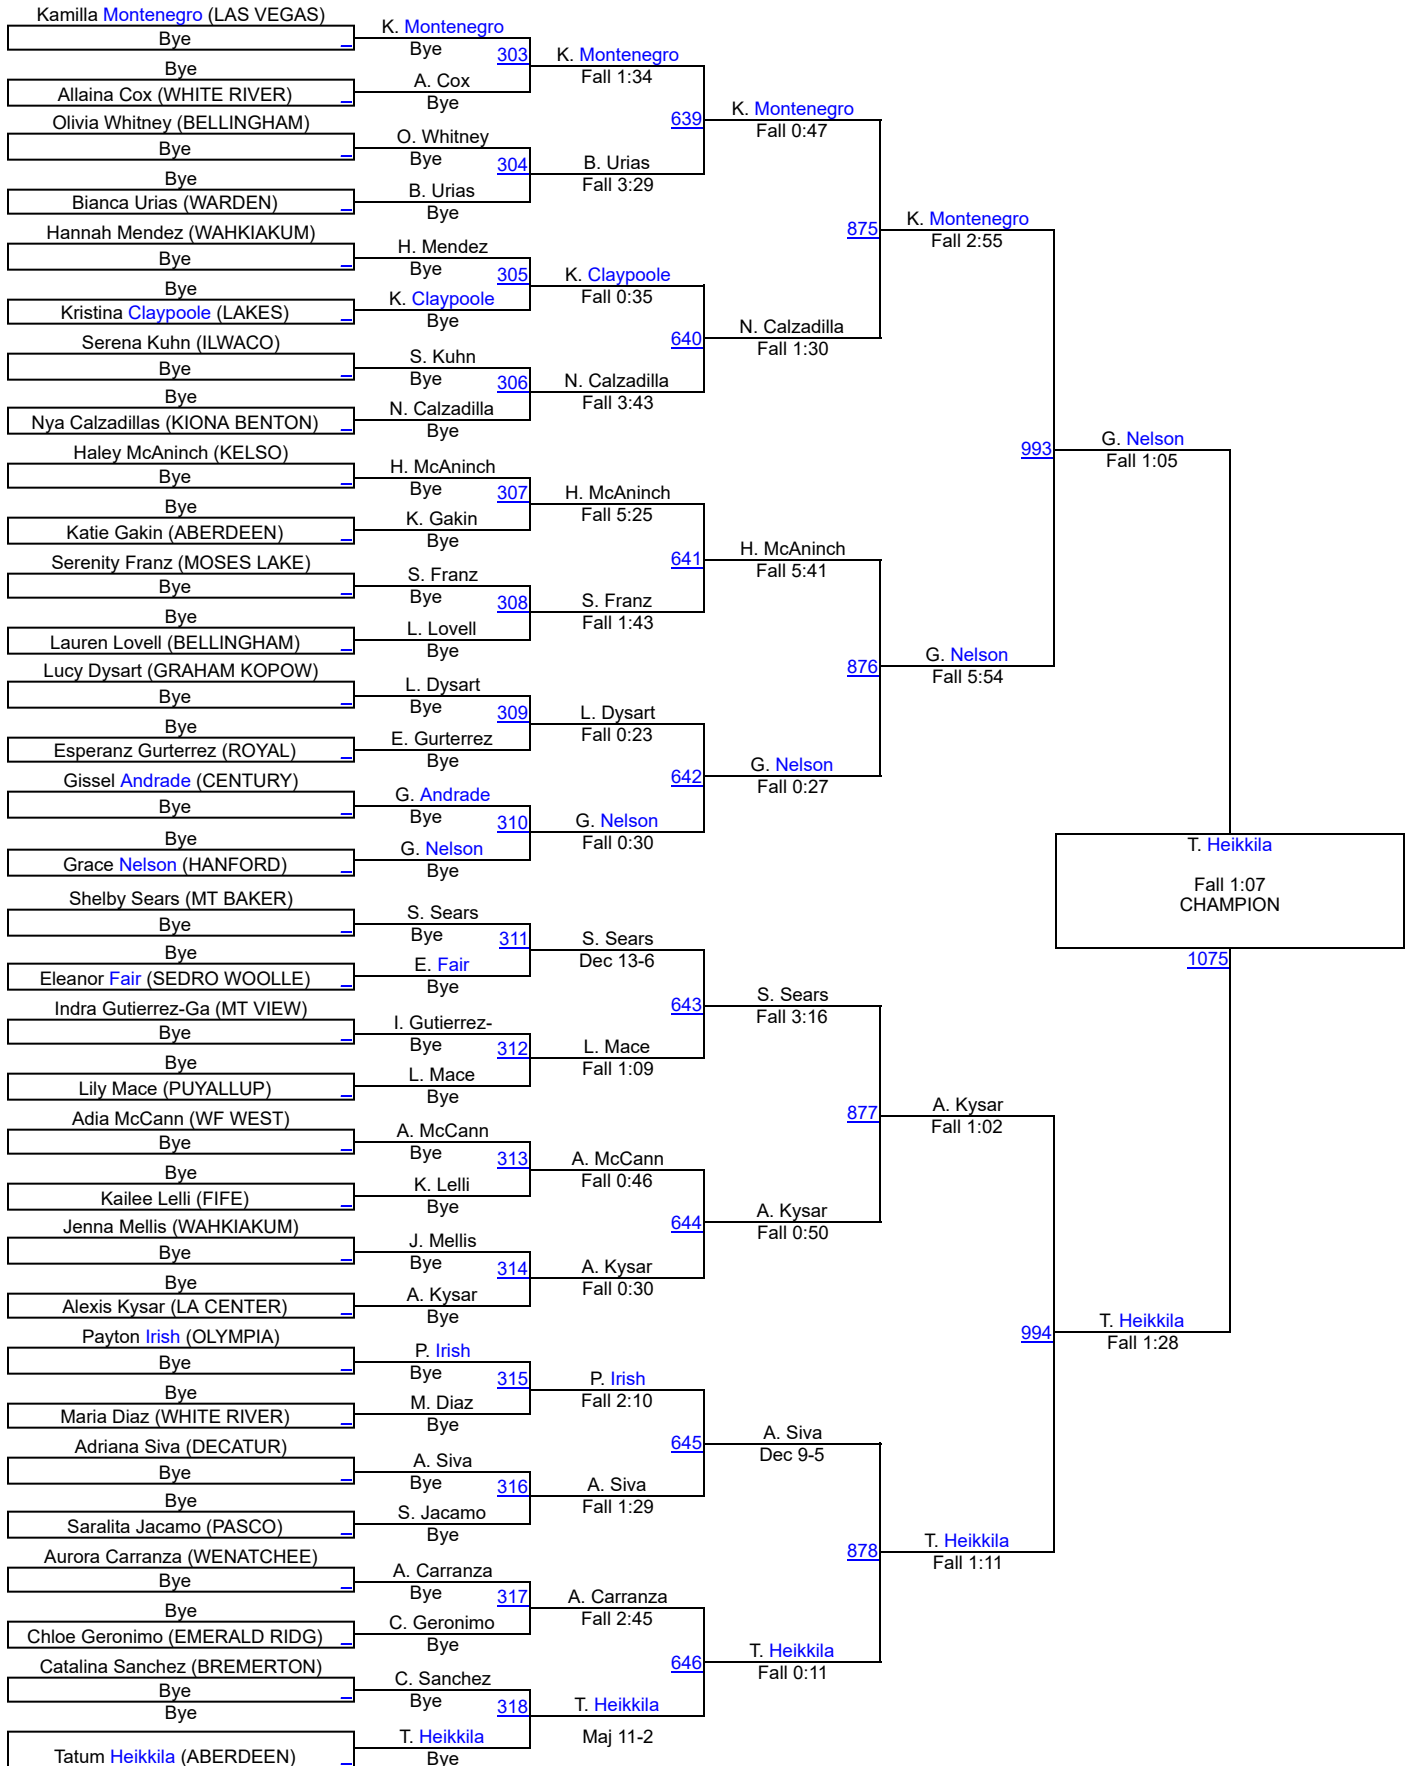 Kamilla Montenegro (LAS VEGAS)
Bye
Bye
Allaina Cox (WHITE RIVER)
Olivia Whitney (BELLINGHAM)
Bye
Bye
Bianca Urias (WARDEN)
Hannah Mendez (WAHKIAKUM)
Bye
Bye
Kristina Claypoole (LAKES)
Serena Kuhn (ILWACO)
Bye
Bye
Nya Calzadillas (KIONA BENTON)
Haley McAninch (KELSO)
Bye
Bye
Katie Gakin (ABERDEEN)
Serenity Franz (MOSES LAKE)
Bye
Bye
Lauren Lovell (BELLINGHAM)
Lucy Dysart (GRAHAM KOPOW)
Bye
Bye
Esperanz Gurterrez (ROYAL)
Gissel Andrade (CENTURY)
Bye
Bye
Grace Nelson (HANFORD)
Shelby Sears (MT BAKER)
Bye
Bye
Eleanor Fair (SEDRO WOOLLE)
Indra Gutierrez-Ga (MT VIEW)
Bye
Bye
Lily Mace (PUYALLUP)
Adia McCann (WF WEST)
Bye
Bye
Kailee Lelli (FIFE)
Jenna Mellis (WAHKIAKUM)
Bye
Bye
Alexis Kysar (LA CENTER)
Payton Irish (OLYMPIA)
Bye
Bye
Maria Diaz (WHITE RIVER)
Adriana Siva (DECATUR)
Bye
Bye
Saralita Jacamo (PASCO)
Aurora Carranza (WENATCHEE)
Bye
Bye
Chloe Geronimo (EMERALD RIDG)
Catalina Sanchez (BREMERTON)
Bye
Bye
Tatum Heikkila (ABERDEEN)
K. Montenegro
Bye
303
A. Cox
Bye
O. Whitney
Bye
304
B. Urias
Bye
H. Mendez
Bye
305
K. Claypoole
Bye
S. Kuhn
Bye
306
N. Calzadilla
Bye
H. McAninch
Bye
307
K. Gakin
Bye
S. Franz
Bye
308
L. Lovell
Bye
L. Dysart
Bye
309
E. Gurterrez
Bye
G. Andrade
Bye
310
G. Nelson
Bye
S. Sears
Bye
311
E. Fair
Bye
I. Gutierrez-
Bye
312
L. Mace
Bye
A. McCann
Bye
313
K. Lelli
Bye
J. Mellis
Bye
314
A. Kysar
Bye
P. Irish
Bye
315
M. Diaz
Bye
A. Siva
Bye
316
S. Jacamo
Bye
A. Carranza
Bye
317
C. Geronimo
Bye
C. Sanchez
Bye
318
T. Heikkila
Bye
K. Montenegro
Fall 1:34
639
B. Urias
Fall 3:29
K. Claypoole
Fall 0:35
640
N. Calzadilla
Fall 3:43
H. McAninch
Fall 5:25
641
S. Franz
Fall 1:43
L. Dysart
Fall 0:23
642
G. Nelson
Fall 0:30
S. Sears
Dec 13-6
643
L. Mace
Fall 1:09
A. McCann
Fall 0:46
644
A. Kysar
Fall 0:30
P. Irish
Fall 2:10
645
A. Siva
Fall 1:29
A. Carranza
Fall 2:45
646
T. Heikkila
Maj 11-2
K. Montenegro
Fall 0:47
875
N. Calzadilla
Fall 1:30
H. McAninch
Fall 5:41
876
G. Nelson
Fall 0:27
S. Sears
Fall 3:16
877
A. Kysar
Fall 0:50
A. Siva
Dec 9-5
878
T. Heikkila
Fall 0:11
K. Montenegro
Fall 2:55
993
G. Nelson
Fall 5:54
A. Kysar
Fall 1:02
994
T. Heikkila
Fall 1:11
G. Nelson
Fall 1:05
T. Heikkila
Fall 1:07
CHAMPION
1075
T. Heikkila
Fall 1:28